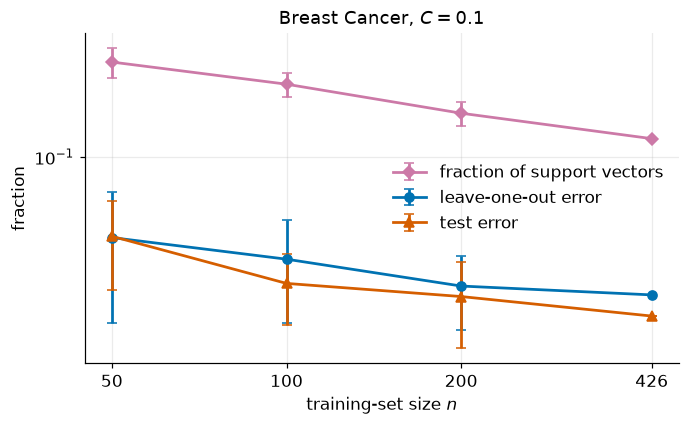 Breast Cancer, C = 0.1
fraction
10⁻¹
fraction of support vectors
leave-one-out error
test error
50 100 200 426
training-set size n